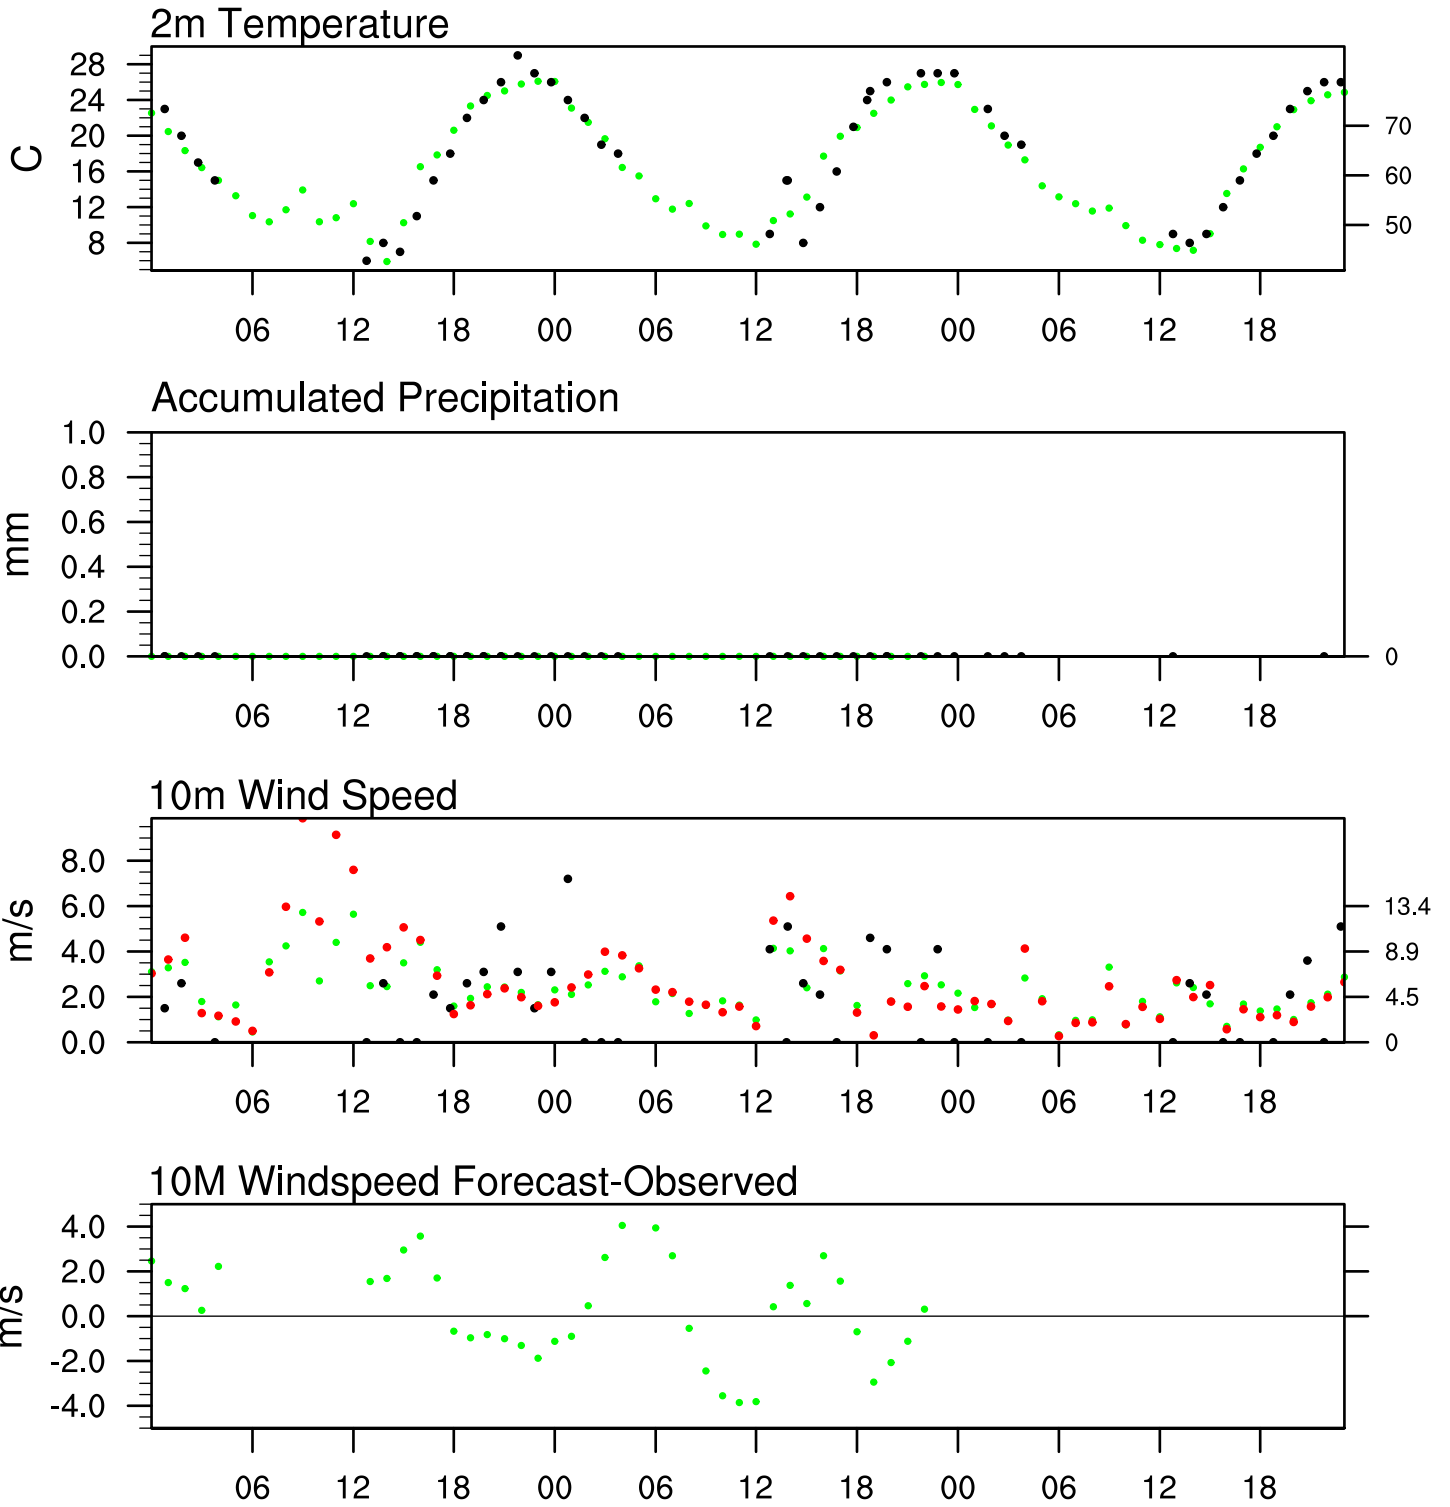 2m Temperature
28
24
20
16
12
8
C
70
60
50
06 12 18 00 06 12 18 00 06 12 18
Accumulated Precipitation
1.0
0.8
0.6
0.4
0.2
0.0
mm
0
06 12 18 00 06 12 18 00 06 12 18
10m Wind Speed
8.0
6.0
4.0
2.0
0.0
m/s
13.4
8.9
4.5
0
06 12 18 00 06 12 18 00 06 12 18
10M Windspeed Forecast-Observed
4.0
2.0
0.0
-2.0
-4.0
m/s
06 12 18 00 06 12 18 00 06 12 18